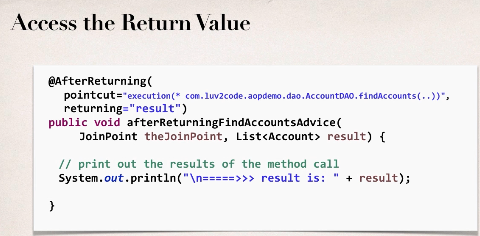 Access the Return Value
@AfterReturning(
pointcut="execution(* com.luv2code.aopdemo.dao.AccountDAO.findAccounts(..))",
returning="result")
public void afterReturningFindAccountsAdvice(
JoinPoint theJoinPoint, List<Account> result) {
// print out the results of the method call
System.out.println("\n=====>>> result is: " + result);
}